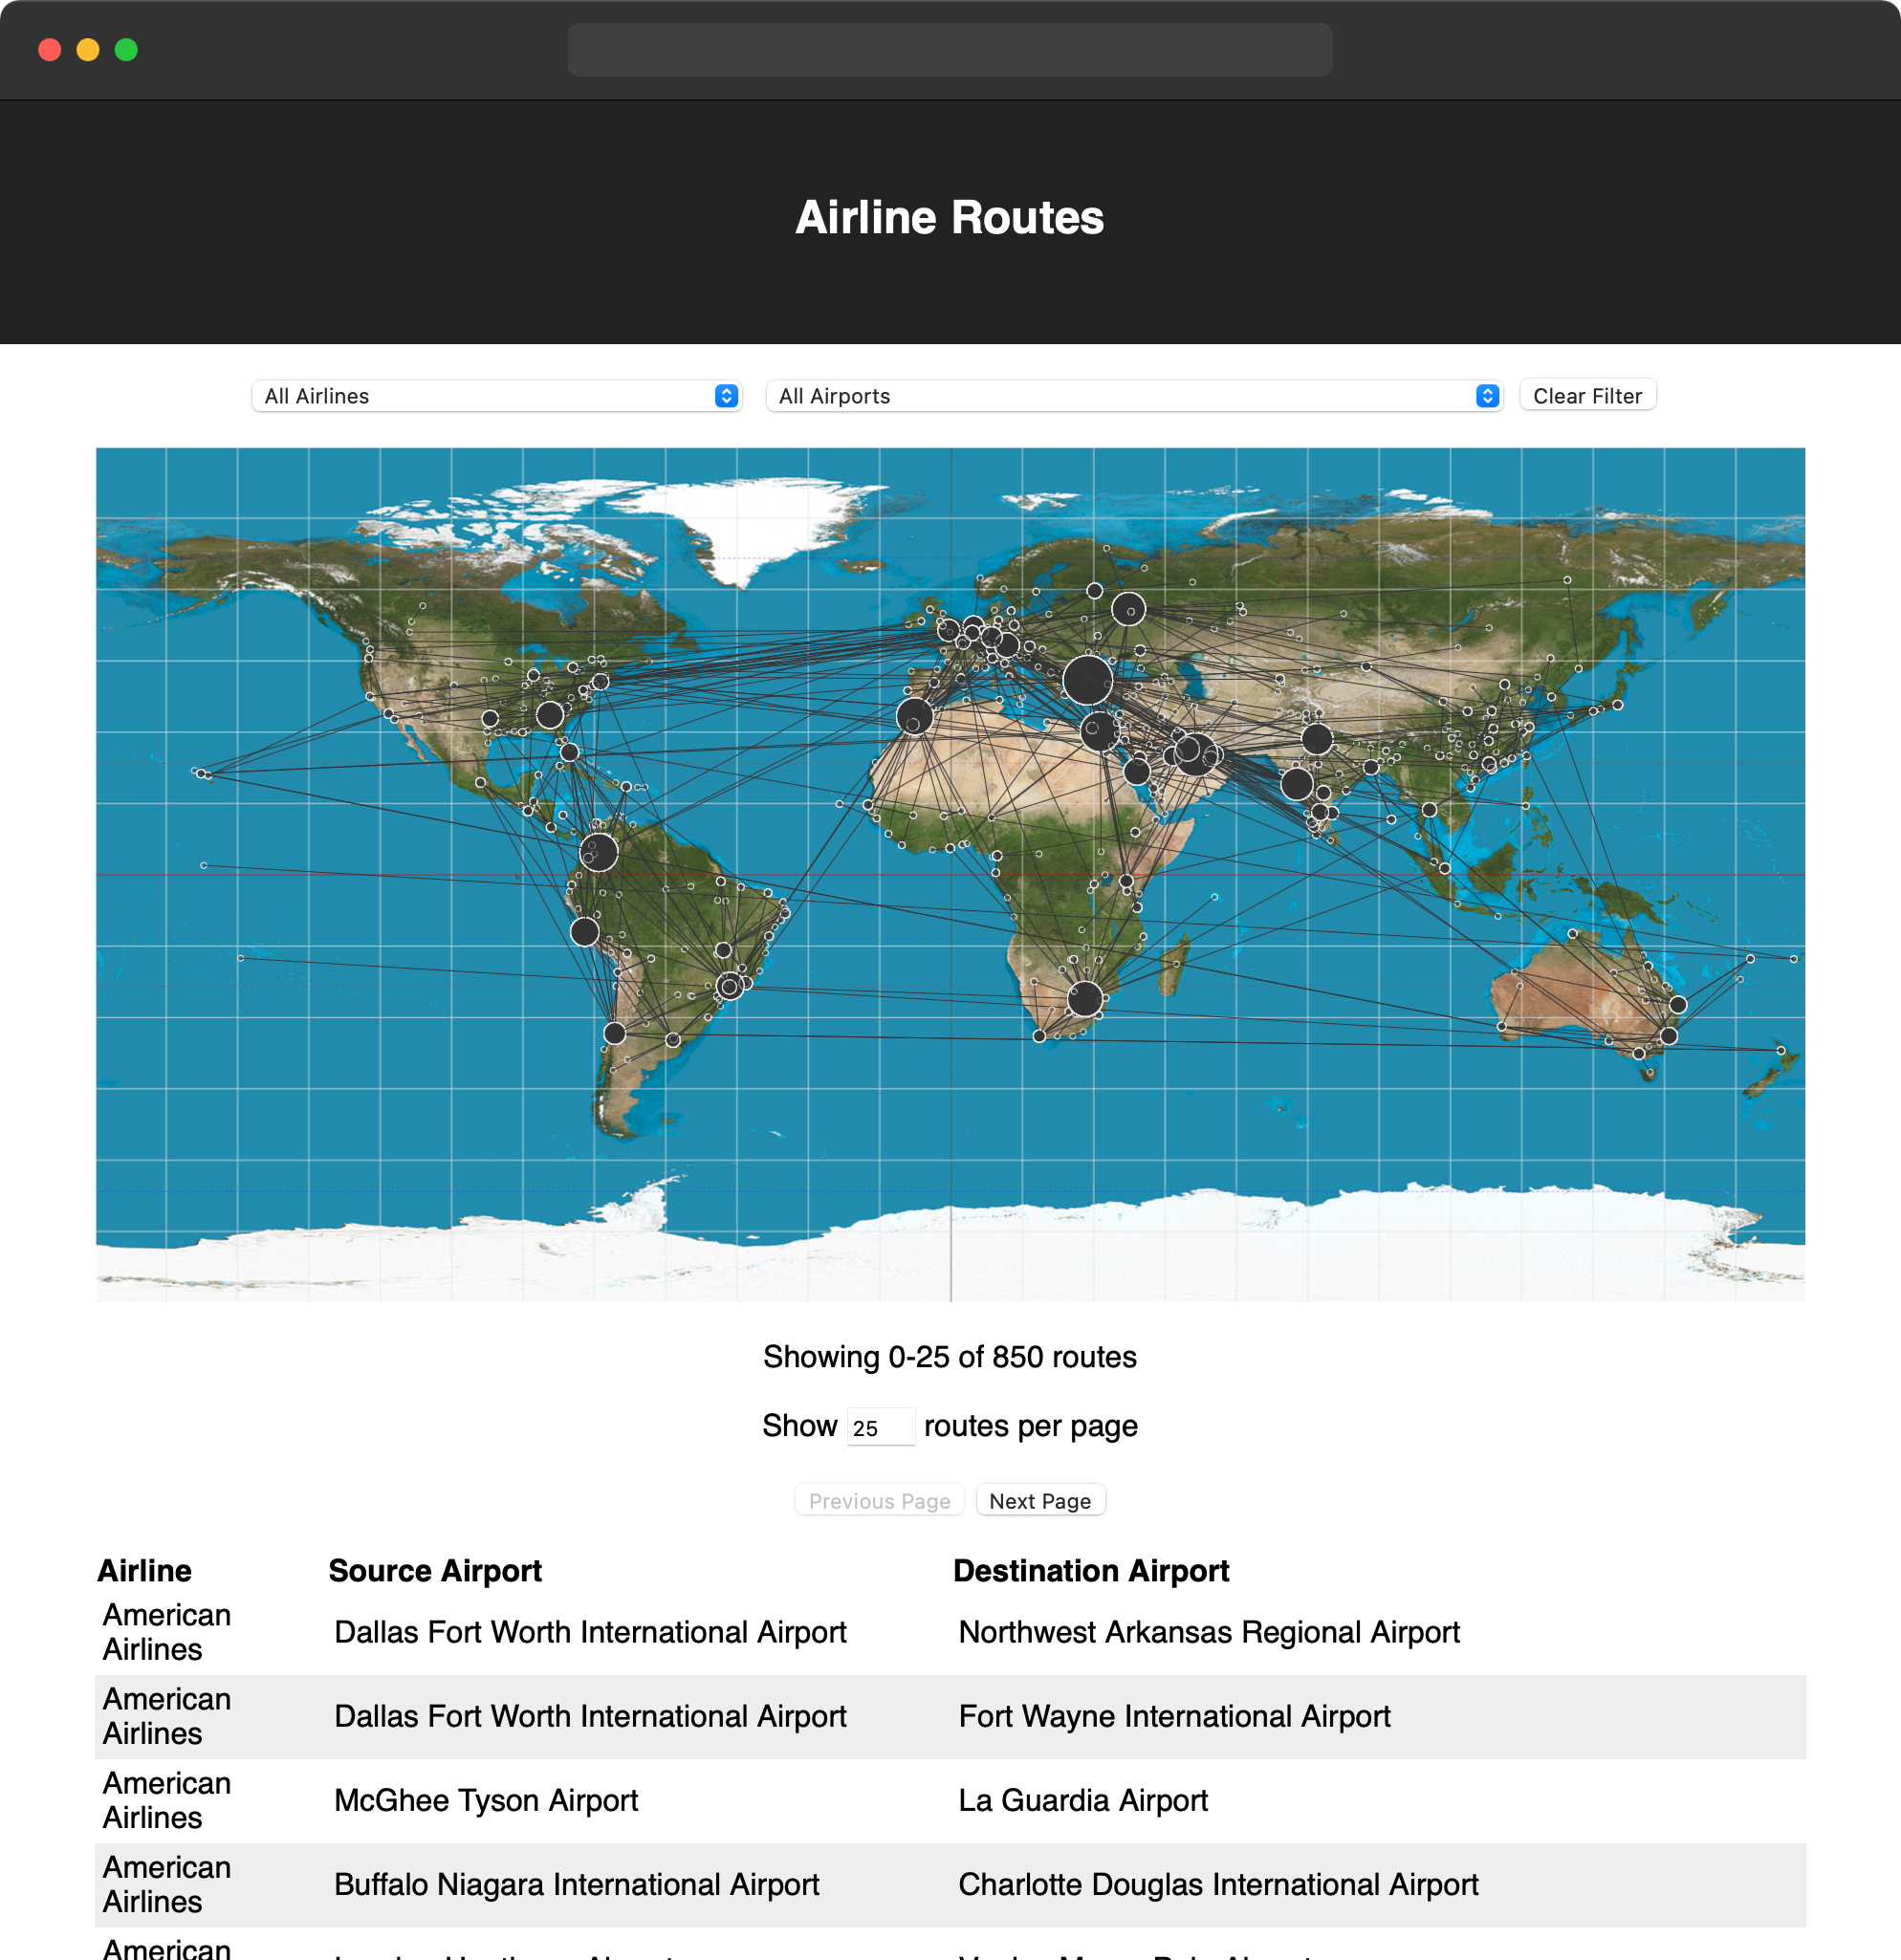 Airline Routes
All Airlines
All Airports
Clear Filter
Showing 0-25 of 850 routes
Show 25 routes per page
Previous Page
Next Page
Airline
Source Airport
Destination Airport
American
Airlines
Dallas Fort Worth International Airport
Northwest Arkansas Regional Airport
American
Airlines
Dallas Fort Worth International Airport
Fort Wayne International Airport
American
Airlines
McGhee Tyson Airport
La Guardia Airport
American
Airlines
Buffalo Niagara International Airport
Charlotte Douglas International Airport
American